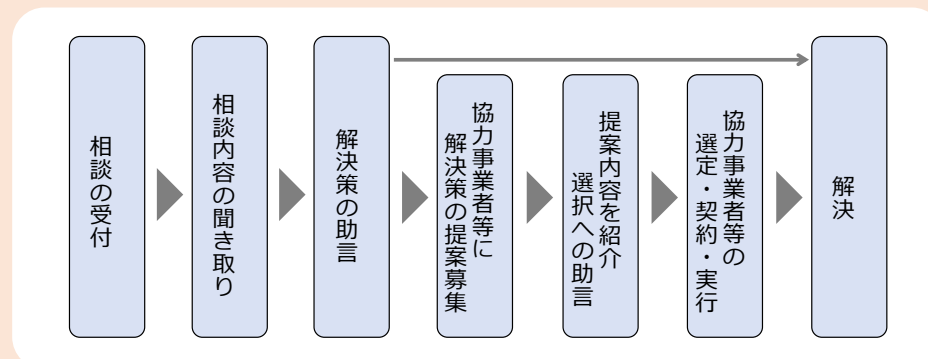 相談の受付
相談内容の聞き取り
解決策の助言
協力事業者等に
解決策の提案募集
提案内容を紹介
選択への助言
協力事業者等の
選定・契約・実行
解決